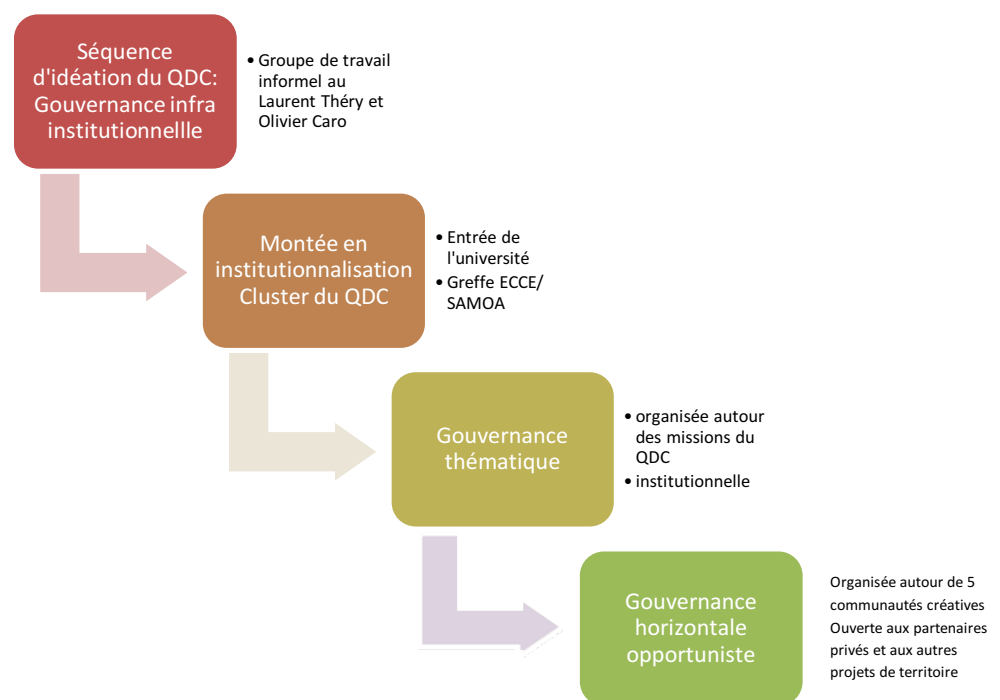 Séquence
d'idéation du QDC:
Gouvernance infra
institutionnellle
• Groupe de travail
informel au
Laurent Théry et
Olivier Caro
Montée en
institutionnalisation
Cluster du QDC
• Entrée de
l'université
• Greffe ECCE/
SAMOA
Gouvernance
thématique
• organisée autour
des missions du
QDC
• institutionnelle
Gouvernance
horizontale
opportuniste
Organisée autour de 5
communautés créatives
Ouverte aux partenaires
privés et aux autres
projets de territoire